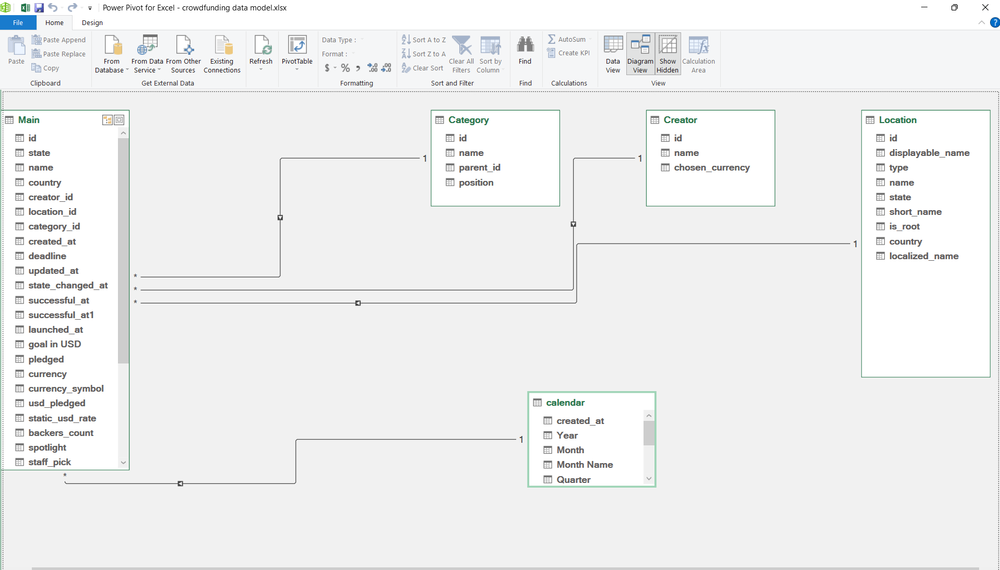 Power Pivot for Excel - crowdfunding data model.xlsx
File Home Design
Paste
Paste Append
Paste Replace
Copy
Clipboard
From Database
From Data Service
From Other Sources
Existing Connections
Get External Data
Refresh
PivotTable
Data Type :
Format :
$ % , .00 .00
Formatting
Sort A to Z
Sort Z to A
Clear Sort
Clear All Filters
Sort by Column
Sort and Filter
Find
Find
AutoSum
Create KPI
Calculations
Data View
Diagram View
Show Hidden
Calculation Area
View
Main
id
state
name
country
creator_id
location_id
category_id
created_at
deadline
updated_at
state_changed_at
successful_at
successful_at1
launched_at
goal in USD
pledged
currency
currency_symbol
usd_pledged
static_usd_rate
backers_count
spotlight
staff_pick
*
*
*
*
1
Category
id
name
parent_id
position
1
Creator
id
name
chosen_currency
1
Location
id
displayable_name
type
name
state
short_name
is_root
country
localized_name
1
calendar
created_at
Year
Month
Month Name
Quarter